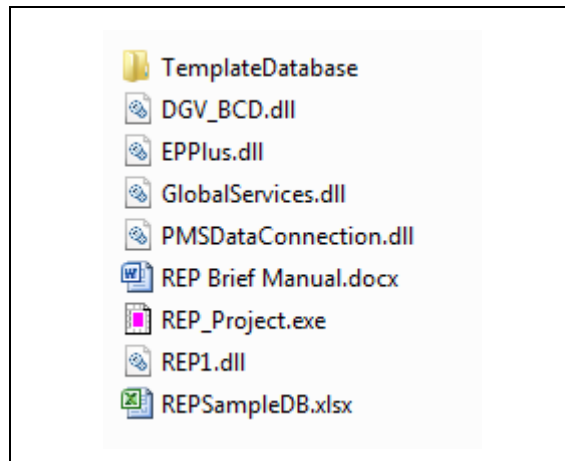 TemplateDatabase
DGV_BCD.dll
EPPlus.dll
GlobalServices.dll
PMSDataConnection.dll
REP Brief Manual.docx
REP_Project.exe
REP1.dll
REPSampleDB.xlsx